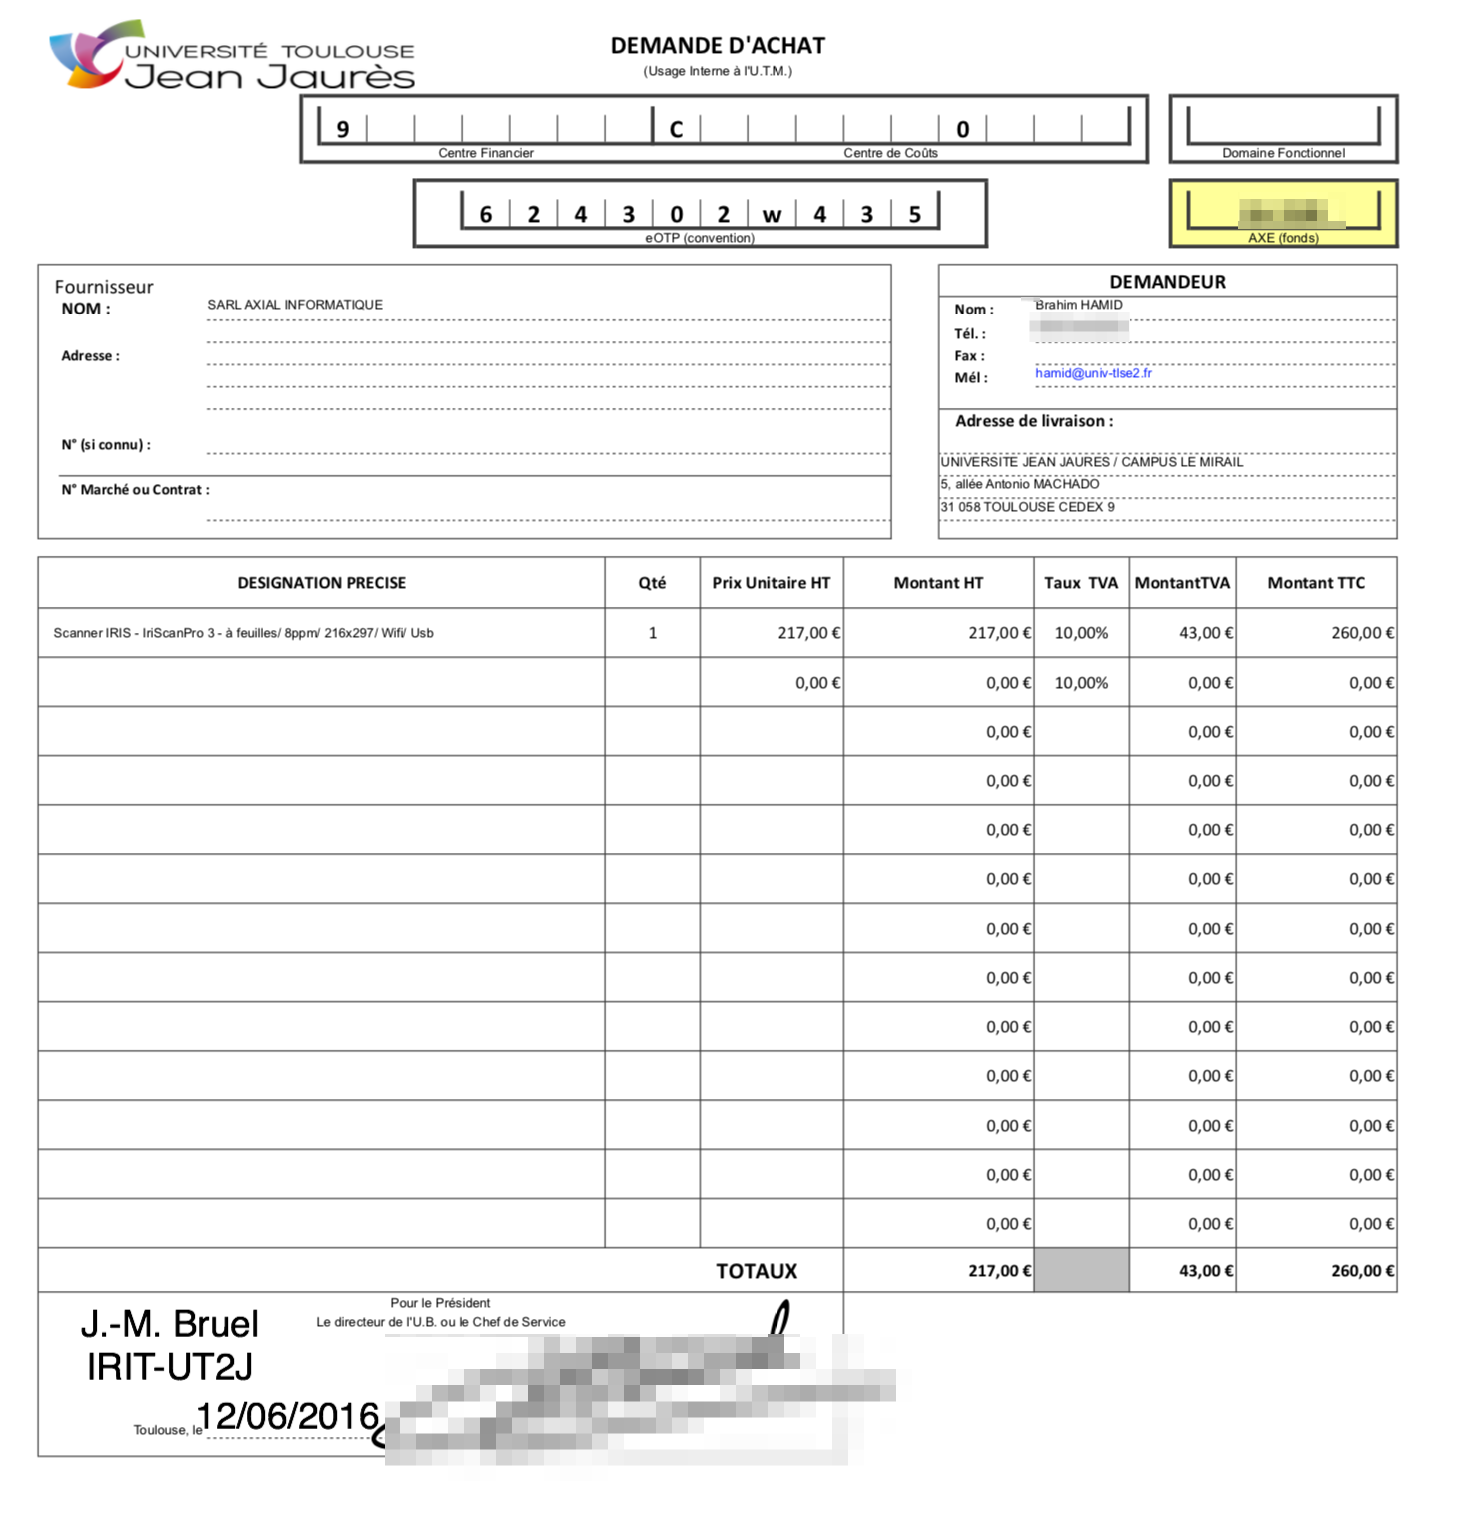 UNIVERSITÉ TOULOUSE
Jean Jaurès
DEMANDE D'ACHAT
(Usage Interne à l'U.T.M.)
9 C 0
Centre Financier Centre de Coûts
Domaine Fonctionnel
6 2 4 3 0 2 w 4 3 5
eOTP (convention)
AXE (fonds)
Fournisseur
NOM : SARL AXIAL INFORMATIQUE
Adresse :
N° (si connu) :
N° Marché ou Contrat :
DEMANDEUR
Nom : Brahim HAMID
Tél. :
Fax :
Mél : hamid@univ-tlse2.fr
Adresse de livraison :
UNIVERSITE JEAN JAURES / CAMPUS LE MIRAIL
5, allée Antonio MACHADO
31 058 TOULOUSE CEDEX 9
DESIGNATION PRECISE Qté Prix Unitaire HT Montant HT Taux TVA MontantTVA Montant TTC
Scanner IRIS - IriScanPro 3 - à feuilles/ 8ppm/ 216x297/ Wifi/ Usb 1 217,00 € 217,00 € 10,00% 43,00 € 260,00 €
0,00 € 0,00 € 10,00% 0,00 € 0,00 €
0,00 € 0,00 € 0,00 €
0,00 € 0,00 € 0,00 €
0,00 € 0,00 € 0,00 €
0,00 € 0,00 € 0,00 €
0,00 € 0,00 € 0,00 €
0,00 € 0,00 € 0,00 €
0,00 € 0,00 € 0,00 €
0,00 € 0,00 € 0,00 €
0,00 € 0,00 € 0,00 €
0,00 € 0,00 € 0,00 €
0,00 € 0,00 € 0,00 €
TOTAUX 217,00 € 43,00 € 260,00 €
Pour le Président
Le directeur de l'U.B. ou le Chef de Service
J.-M. Bruel
IRIT-UT2J
Toulouse, le 12/06/2016